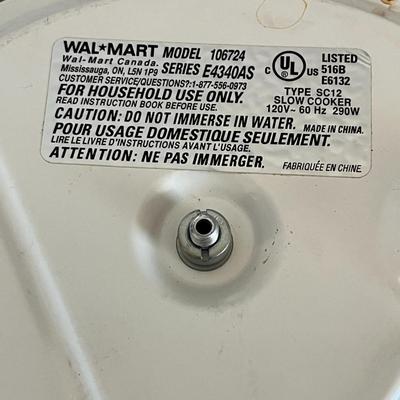 WAL★MART MODEL 106724
Wal-Mart Canada.
Mississauga, ON, L5N 1P9 SERIES E4340AS
CUSTOMER SERVICE/QUESTIONS?:1-877-556-0973
FOR HOUSEHOLD USE ONLY.
READ INSTRUCTION BOOK BEFORE USE.
CAUTION: DO NOT IMMERSE IN WATER. MADE IN CHINA.
POUR USAGE DOMESTIQUE SEULEMENT.
LIRE LE LIVRE D'INSTRUCTIONS AVANT L'USAGE.
ATTENTION: NE PAS IMMERGER. FABRIQUÉE EN CHINE.
C UL US LISTED
516B
E6132
TYPE SC12
SLOW COOKER
120V~ 60 Hz 290W